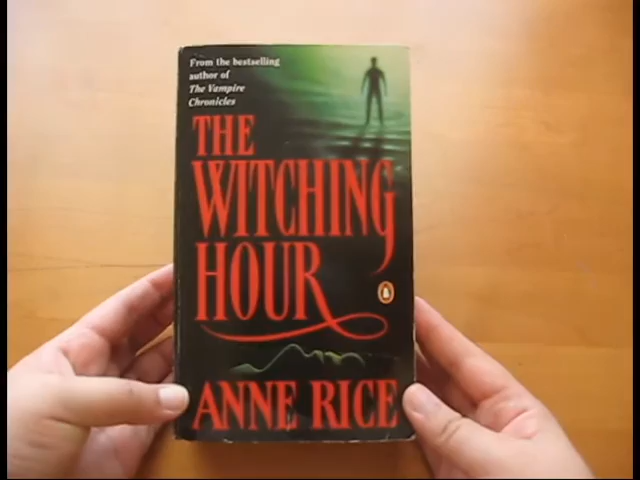 From the bestselling
author of
The Vampire
Chronicles
THE
WITCHING
HOUR
ANNE RICE